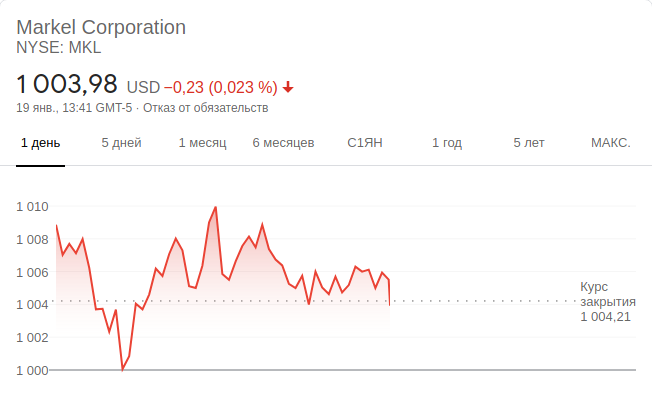 Markel Corporation
NYSE: MKL
1 003,98 USD −0,23 (0,023 %)
19 янв., 13:41 GMT-5 · Отказ от обязательств
1 день 5 дней 1 месяц 6 месяцев С1ЯН 1 год 5 лет МАКС.
1 010
1 008
1 006
1 004
1 002
1 000
Курс
закрытия
1 004,21